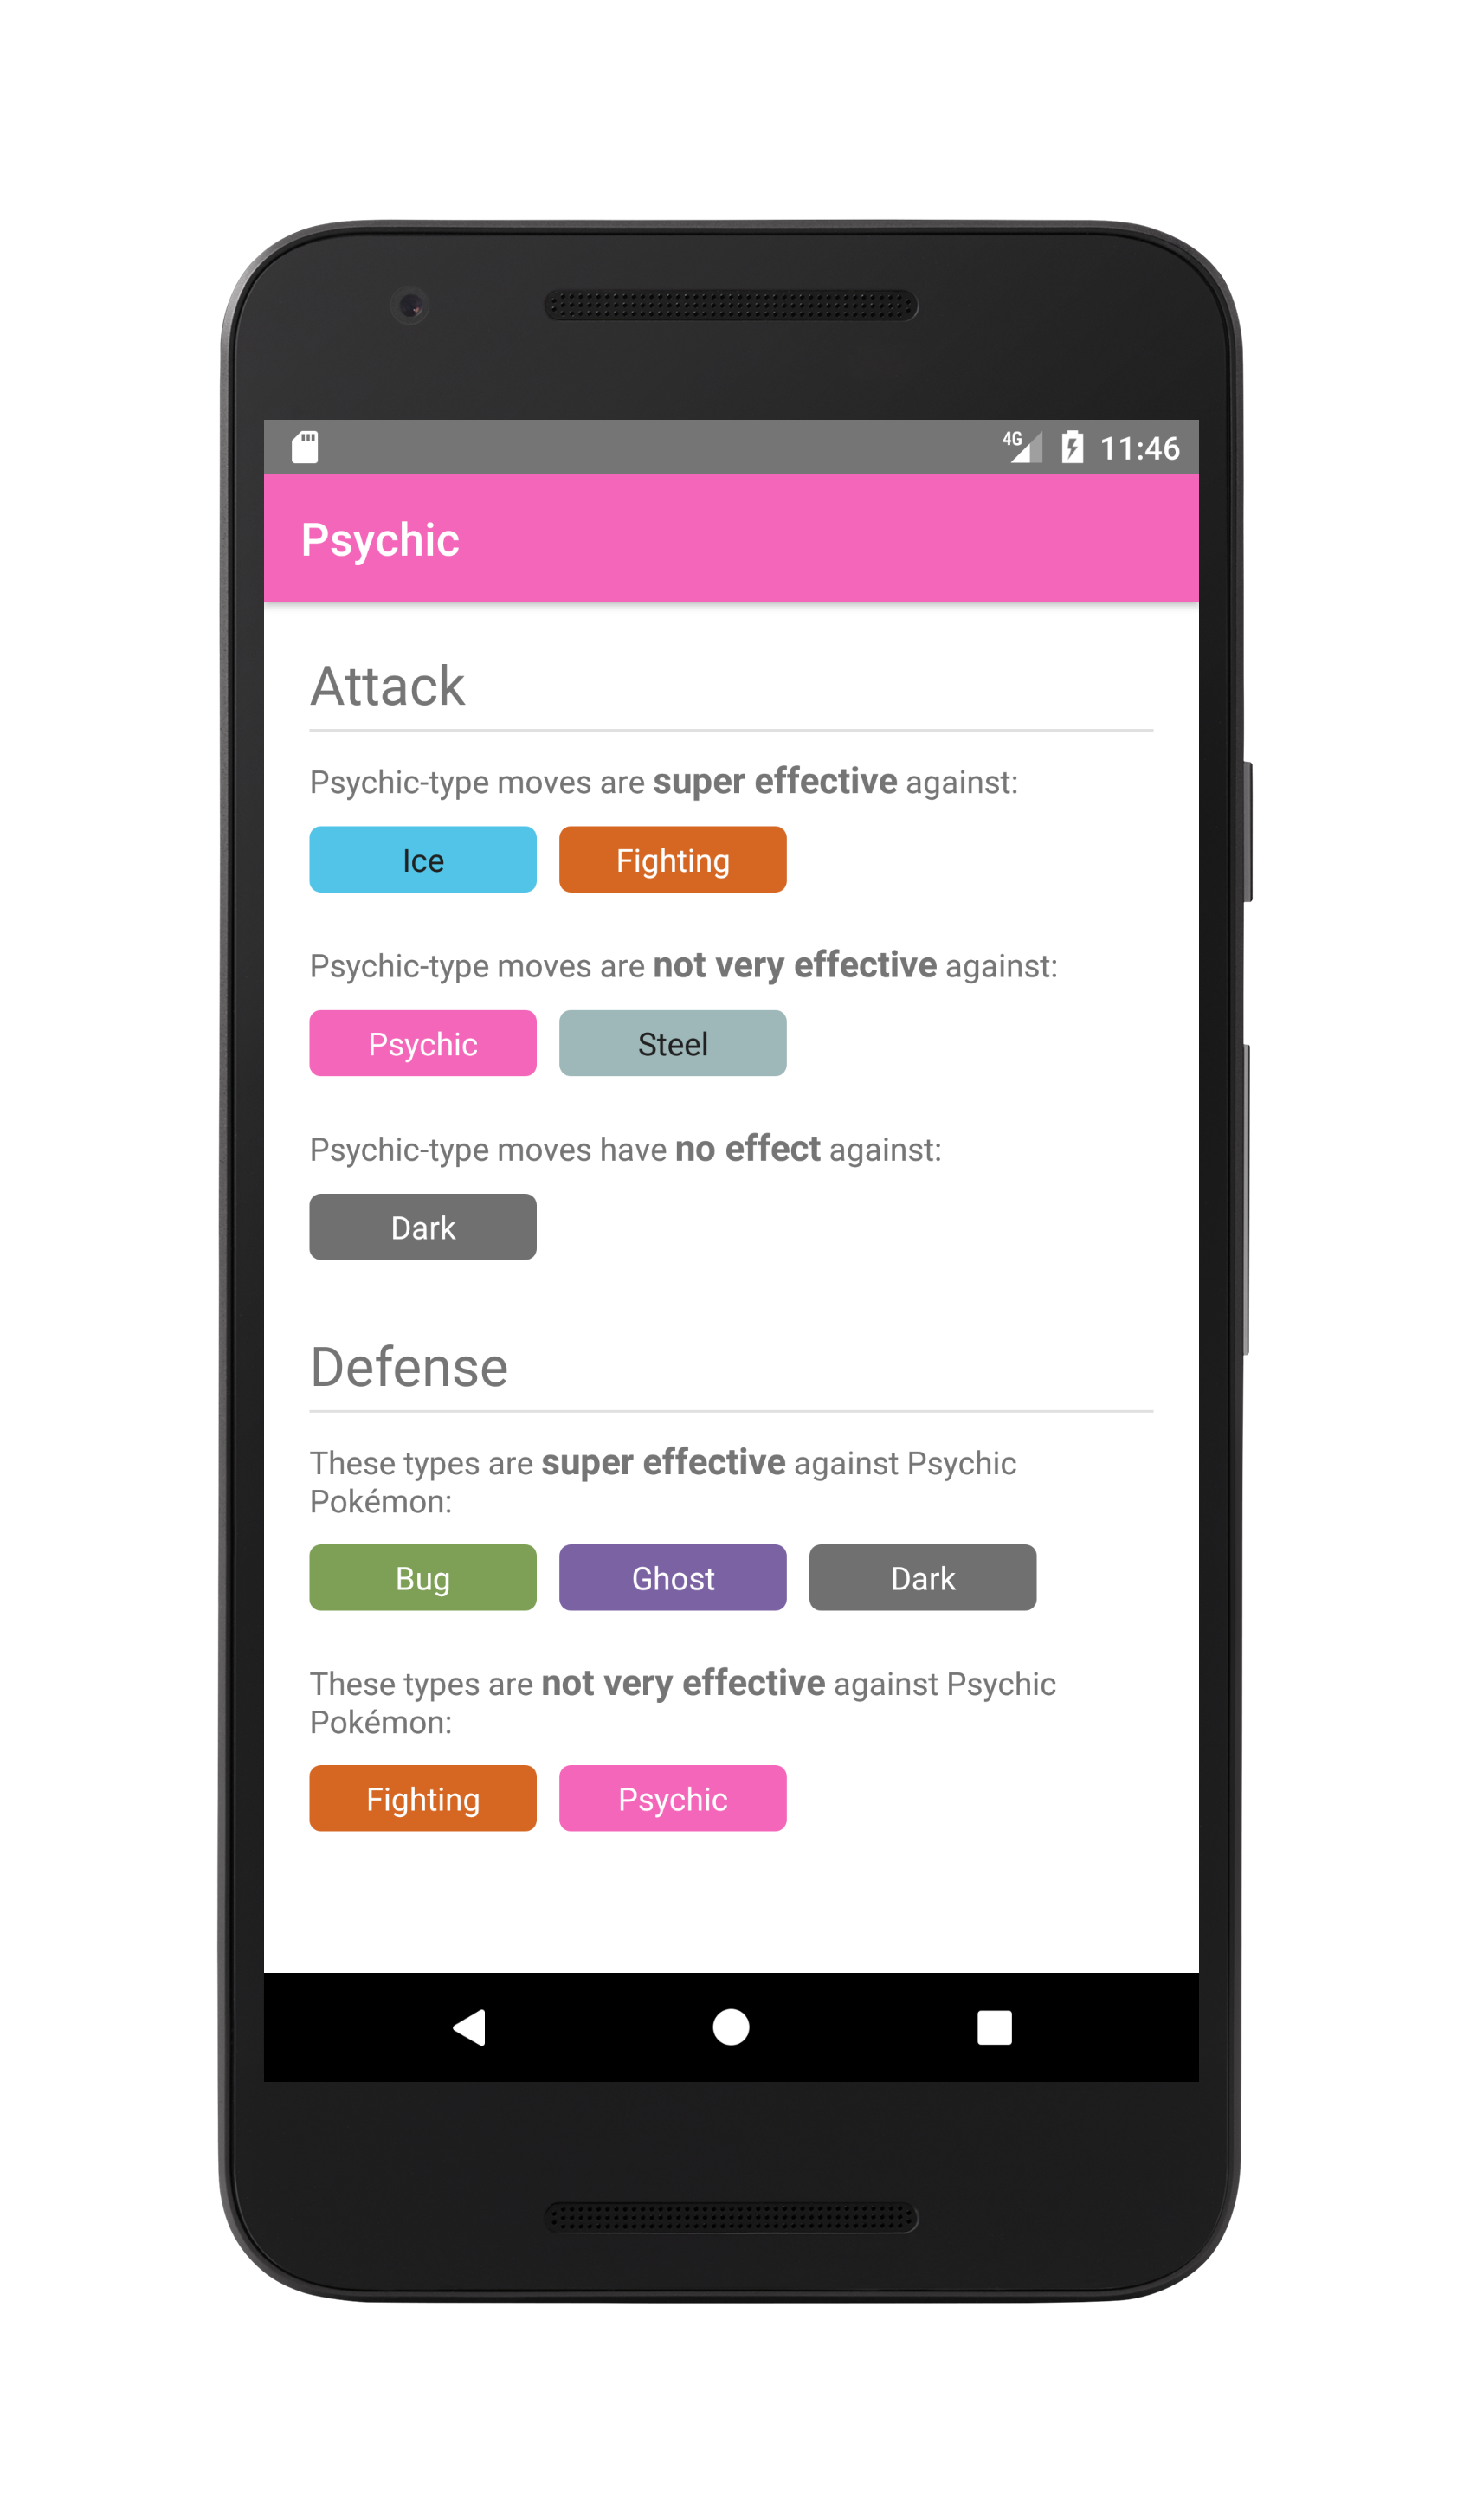 4G 11:46
Psychic
Attack
Psychic-type moves are super effective against:
Ice Fighting
Psychic-type moves are not very effective against:
Psychic Steel
Psychic-type moves have no effect against:
Dark
Defense
These types are super effective against Psychic
Pokémon:
Bug Ghost Dark
These types are not very effective against Psychic
Pokémon:
Fighting Psychic